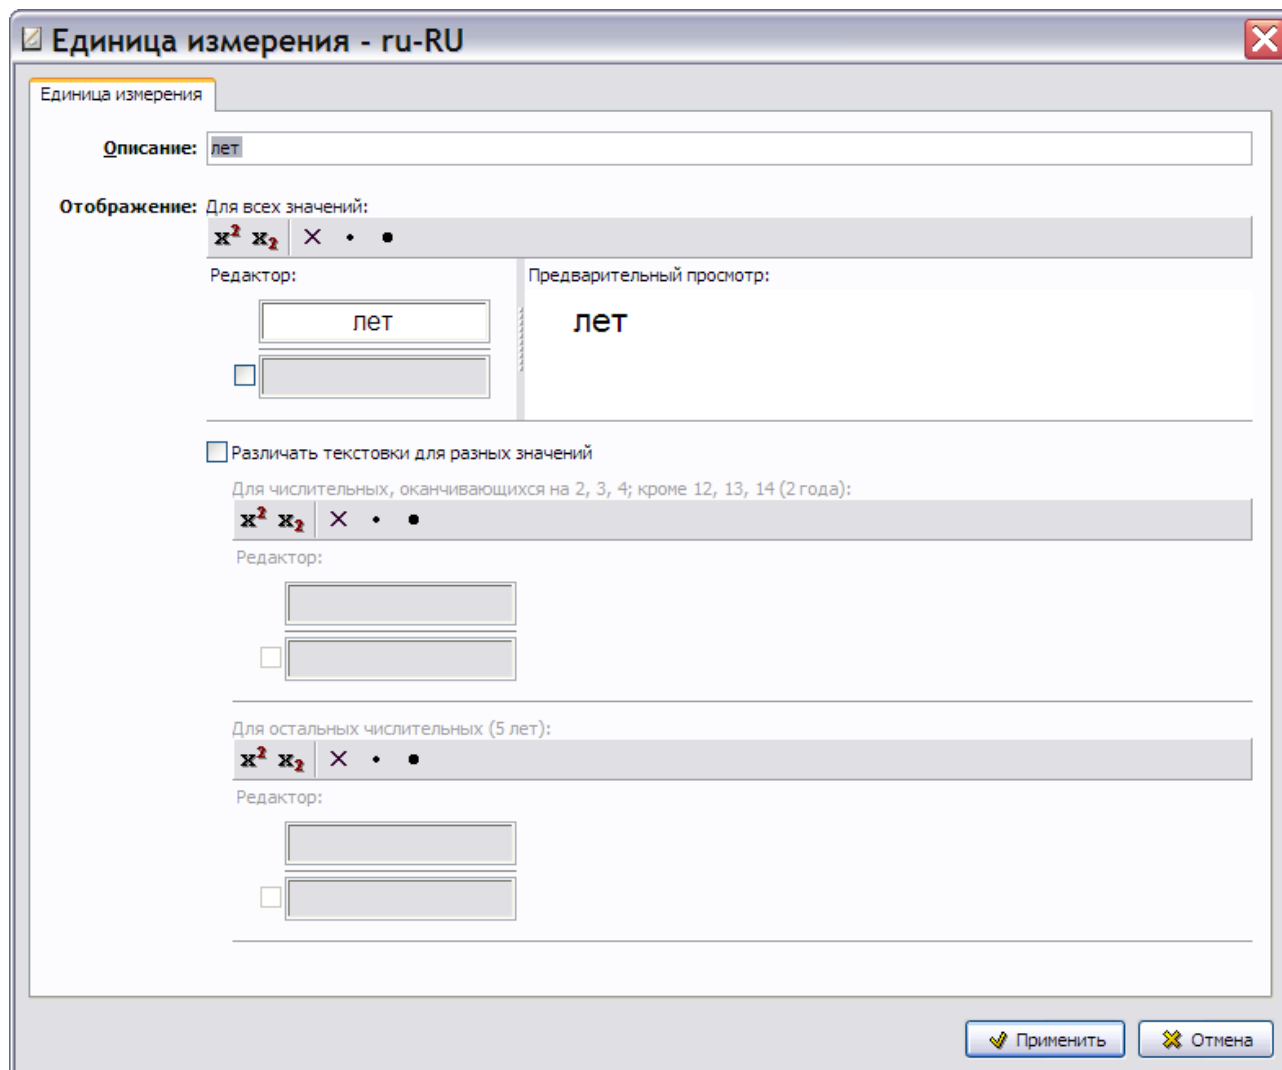 Единица измерения - ru-RU
Единица измерения
Описание: лет
Отображение: Для всех значений:
x² x₂ × · •
Редактор: Предварительный просмотр:
лет лет
Различать текстовки для разных значений
Для числительных, оканчивающихся на 2, 3, 4; кроме 12, 13, 14 (2 года):
x² x₂ × · •
Редактор:
Для остальных числительных (5 лет):
x² x₂ × · •
Редактор:
Применить Отмена